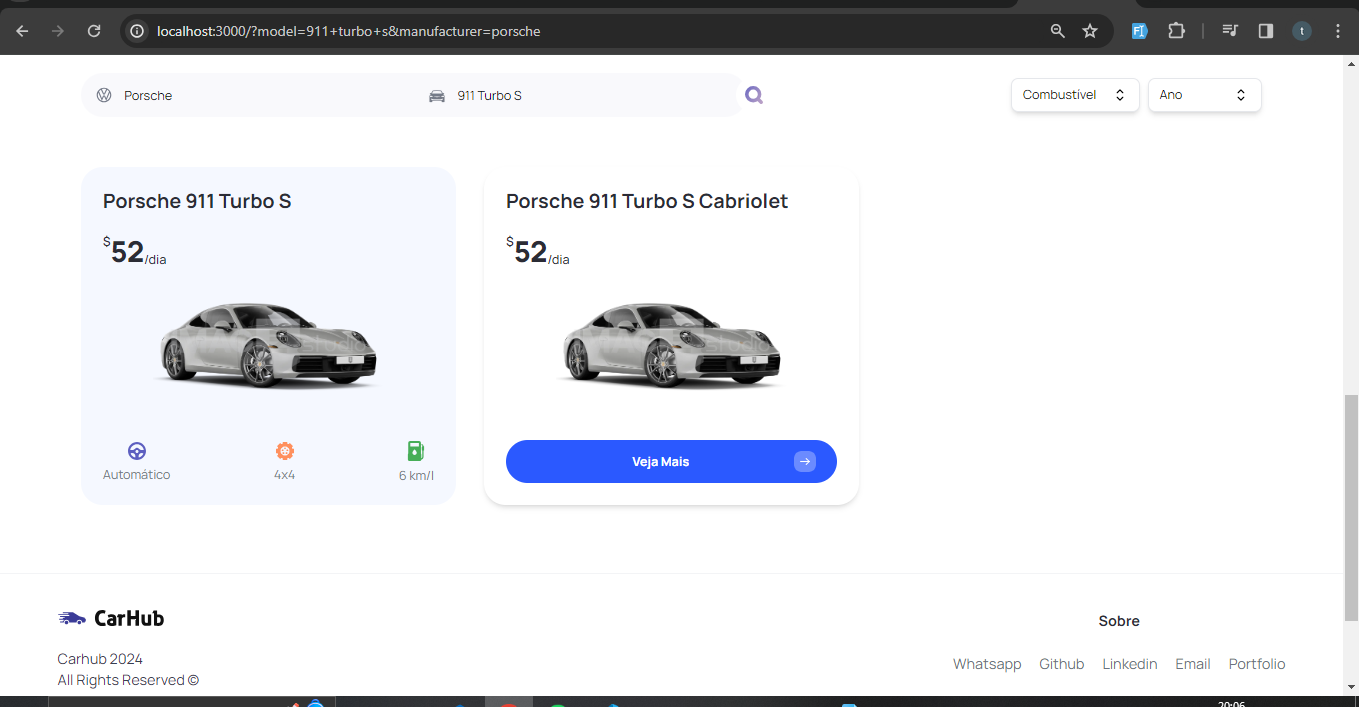 localhost:3000/?model=911+turbo+s&manufacturer=porsche
t
Porsche
911 Turbo S
Combustível
Ano
Porsche 911 Turbo S
$52/dia
Automático
4x4
6 km/l
Porsche 911 Turbo S Cabriolet
$52/dia
Veja Mais
CarHub
Carhub 2024
All Rights Reserved ©
Sobre
Whatsapp Github Linkedin Email Portfolio
20:06